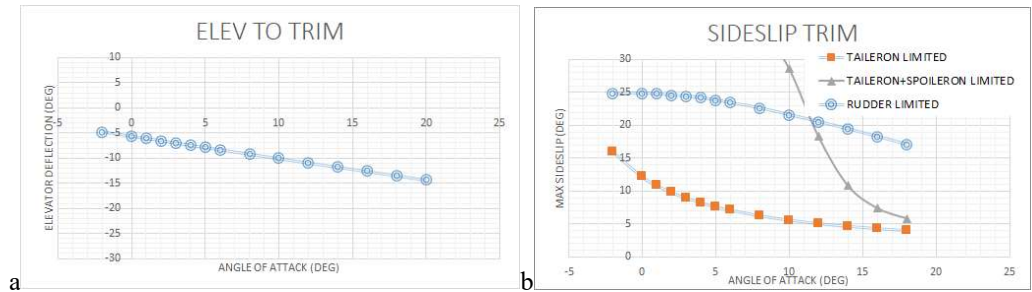 ELEV TO TRIM
10
5
0
-5
0
5
10
15
20
25
-5
-10
-15
-20
-25
-30
ELEVATOR DEFLECTION (DEG)
ANGLE OF ATTACK (DEG)
a
SIDESLIP TRIM
TAILERON LIMITED
TAILERON+SPOILERON LIMITED
RUDDER LIMITED
30
25
20
15
10
5
0
MAX SIDESLIP (DEG)
-5
0
5
10
15
20
25
ANGLE OF ATTACK (DEG)
b